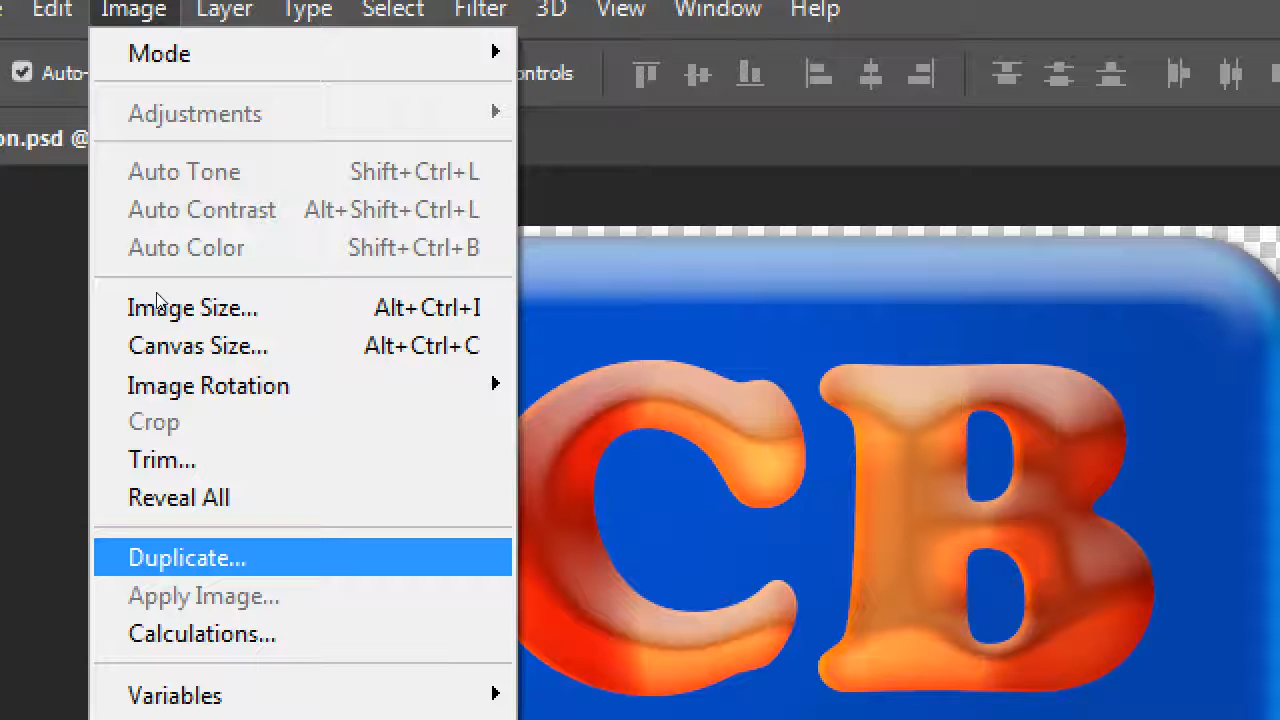 Edit Image Layer Type Select Filter 3D View Window Help
Auto- ontrols
on.psd @
Mode
Adjustments
Auto Tone Shift+Ctrl+L
Auto Contrast Alt+Shift+Ctrl+L
Auto Color Shift+Ctrl+B
Image Size... Alt+Ctrl+I
Canvas Size... Alt+Ctrl+C
Image Rotation
Crop
Trim...
Reveal All
Duplicate...
Apply Image...
Calculations...
Variables
CB